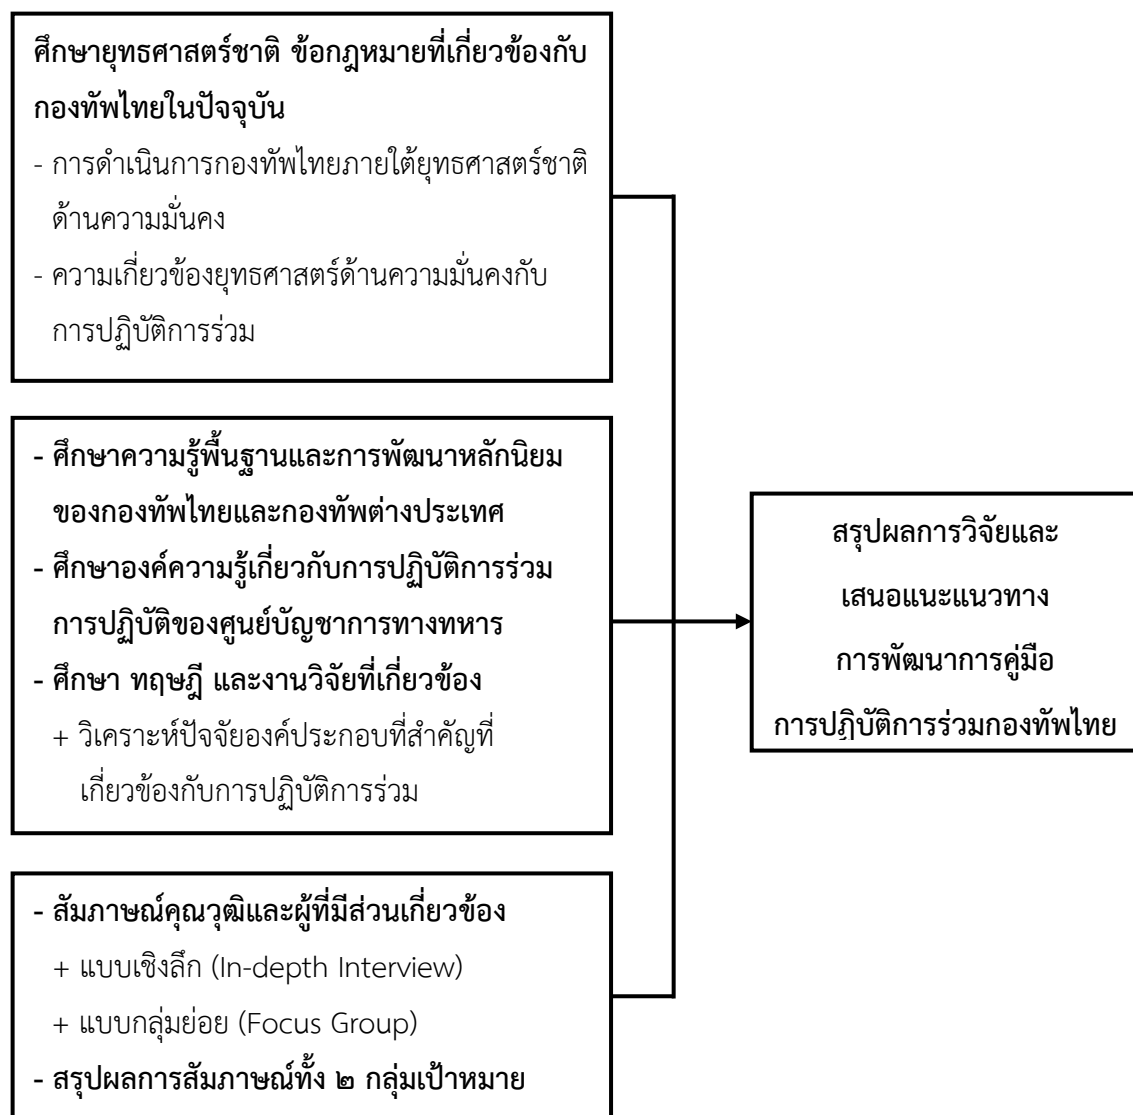 ศึกษายุทธศาสตร์ชาติ ข้อกฎหมายที่เกี่ยวข้องกับ
กองทัพไทยในปัจจุบัน
- การดำเนินการกองทัพไทยภายใต้ยุทธศาสตร์ชาติ
ด้านความมั่นคง
- ความเกี่ยวข้องยุทธศาสตร์ด้านความมั่นคงกับ
การปฏิบัติการร่วม
- ศึกษาความรู้พื้นฐานและการพัฒนาหลักนิยม
ของกองทัพไทยและกองทัพต่างประเทศ
- ศึกษาองค์ความรู้เกี่ยวกับการปฏิบัติการร่วม
การปฏิบัติของศูนย์บัญชาการทางทหาร
- ศึกษา ทฤษฎี และงานวิจัยที่เกี่ยวข้อง
+ วิเคราะห์ปัจจัยองค์ประกอบที่สำคัญที่
เกี่ยวข้องกับการปฏิบัติการร่วม
- สัมภาษณ์คุณวุฒิและผู้ที่มีส่วนเกี่ยวข้อง
+ แบบเชิงลึก (In-depth Interview)
+ แบบกลุ่มย่อย (Focus Group)
- สรุปผลการสัมภาษณ์ทั้ง ๒ กลุ่มเป้าหมาย
สรุปผลการวิจัยและ
เสนอแนะแนวทาง
การพัฒนาการคู่มือ
การปฏิบัติการร่วมกองทัพไทย